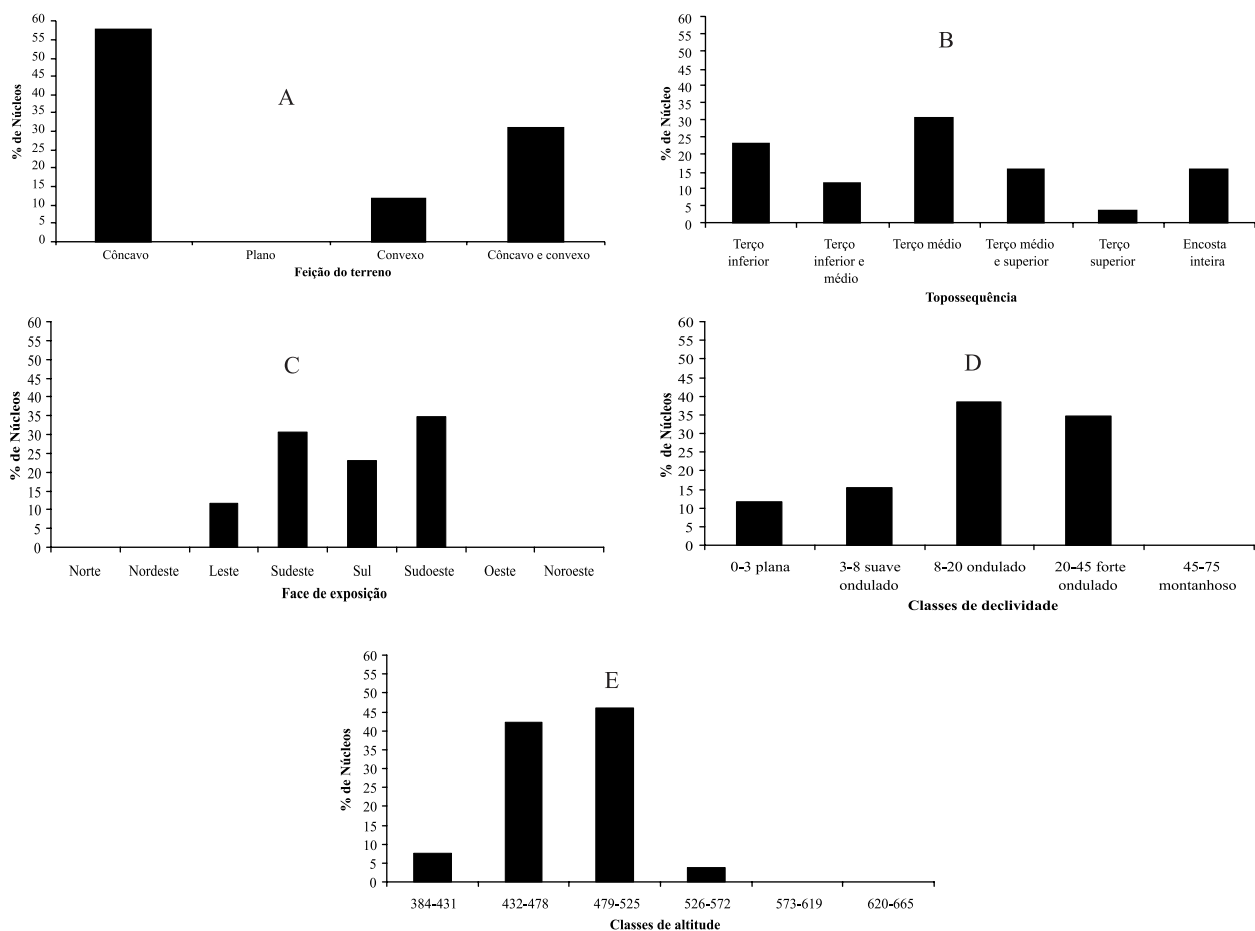 A
% de Núcleos
60
55
50
45
40
35
30
25
20
15
10
5
0
Côncavo Plano Convexo Côncavo e convexo
Feição do terreno
B
% de Núcleo
60
55
50
45
40
35
30
25
20
15
10
5
0
Terço Terço Terço médio Terço médio Terço Encosta
inferior inferior e e superior superior inteira
médio
Topossequência
C
% de Núcleos
60
55
50
45
40
35
30
25
20
15
10
5
0
Norte Nordeste Leste Sudeste Sul Sudoeste Oeste Noroeste
Face de exposição
D
% de Núcleos
60
55
50
45
40
35
30
25
20
15
10
5
0
0-3 plana 3-8 suave 8-20 ondulado 20-45 forte 45-75
ondulado ondulado montanhoso
Classes de declividade
E
% de Núcleos
60
55
50
45
40
35
30
25
20
15
10
5
0
384-431 432-478 479-525 526-572 573-619 620-665
Classes de altitude